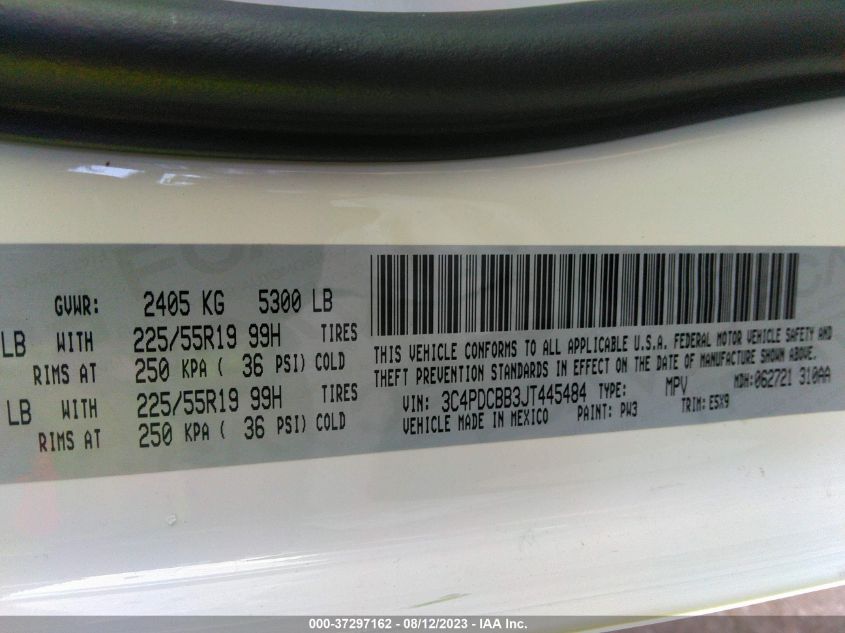 GVWR: 2405 KG 5300 LB
LB WITH 225/55R19 99H TIRES
RIMS AT 250 KPA ( 36 PSI) COLD
LB WITH 225/55R19 99H TIRES
RIMS AT 250 KPA ( 36 PSI) COLD
THIS VEHICLE CONFORMS TO ALL APPLICABLE U.S.A. FEDERAL MOTOR VEHICLE SAFETY AND
THEFT PREVENTION STANDARDS IN EFFECT ON THE DATE OF MANUFACTURE SHOWN ABOVE.
VIN: 3C4PDCBB3JT445484 TYPE: MPV MDH:062721 310AA
VEHICLE MADE IN MEXICO PAINT: PW3 TRIM: E5X9
000-37297162 - 08/12/2023 - IAA Inc.